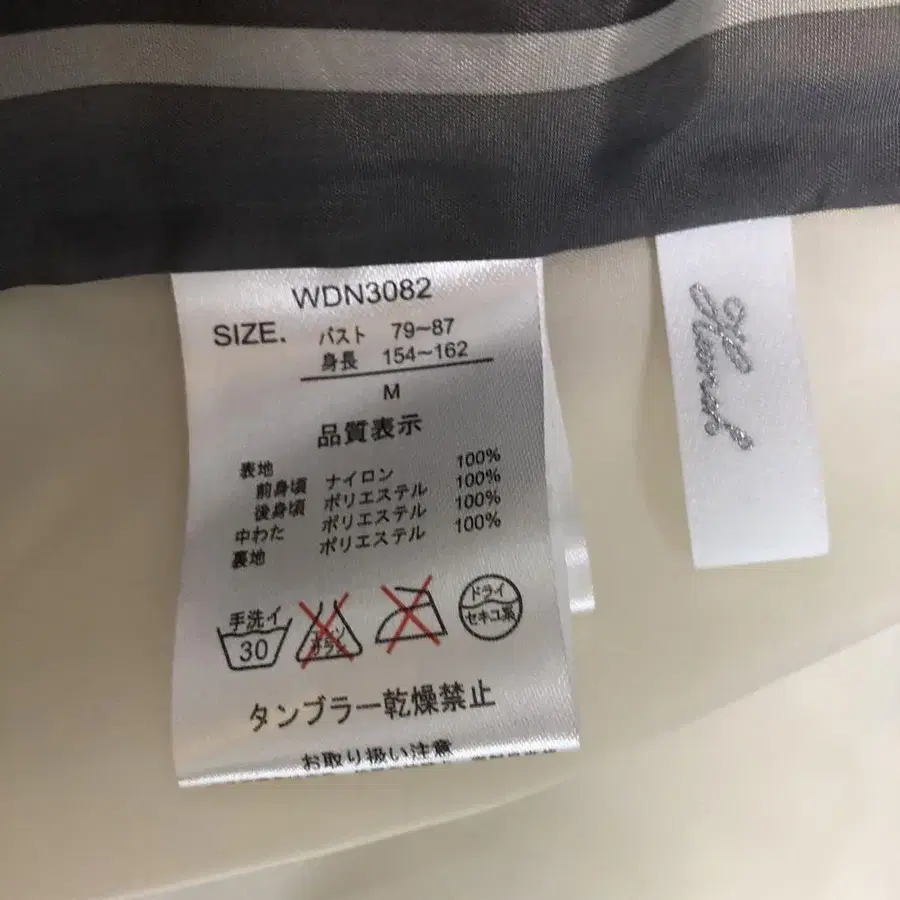 WDN3082
SIZE. バスト 79~87
身長 154~162
M
品質表示
表地
前身頃 ナイロン 100%
後身頃 ポリエステル 100%
中わた ポリエステル 100%
裏地 ポリエステル 100%
手洗イ
30
ドライ
セキユ系
タンブラー乾燥禁止
お取り扱い注意